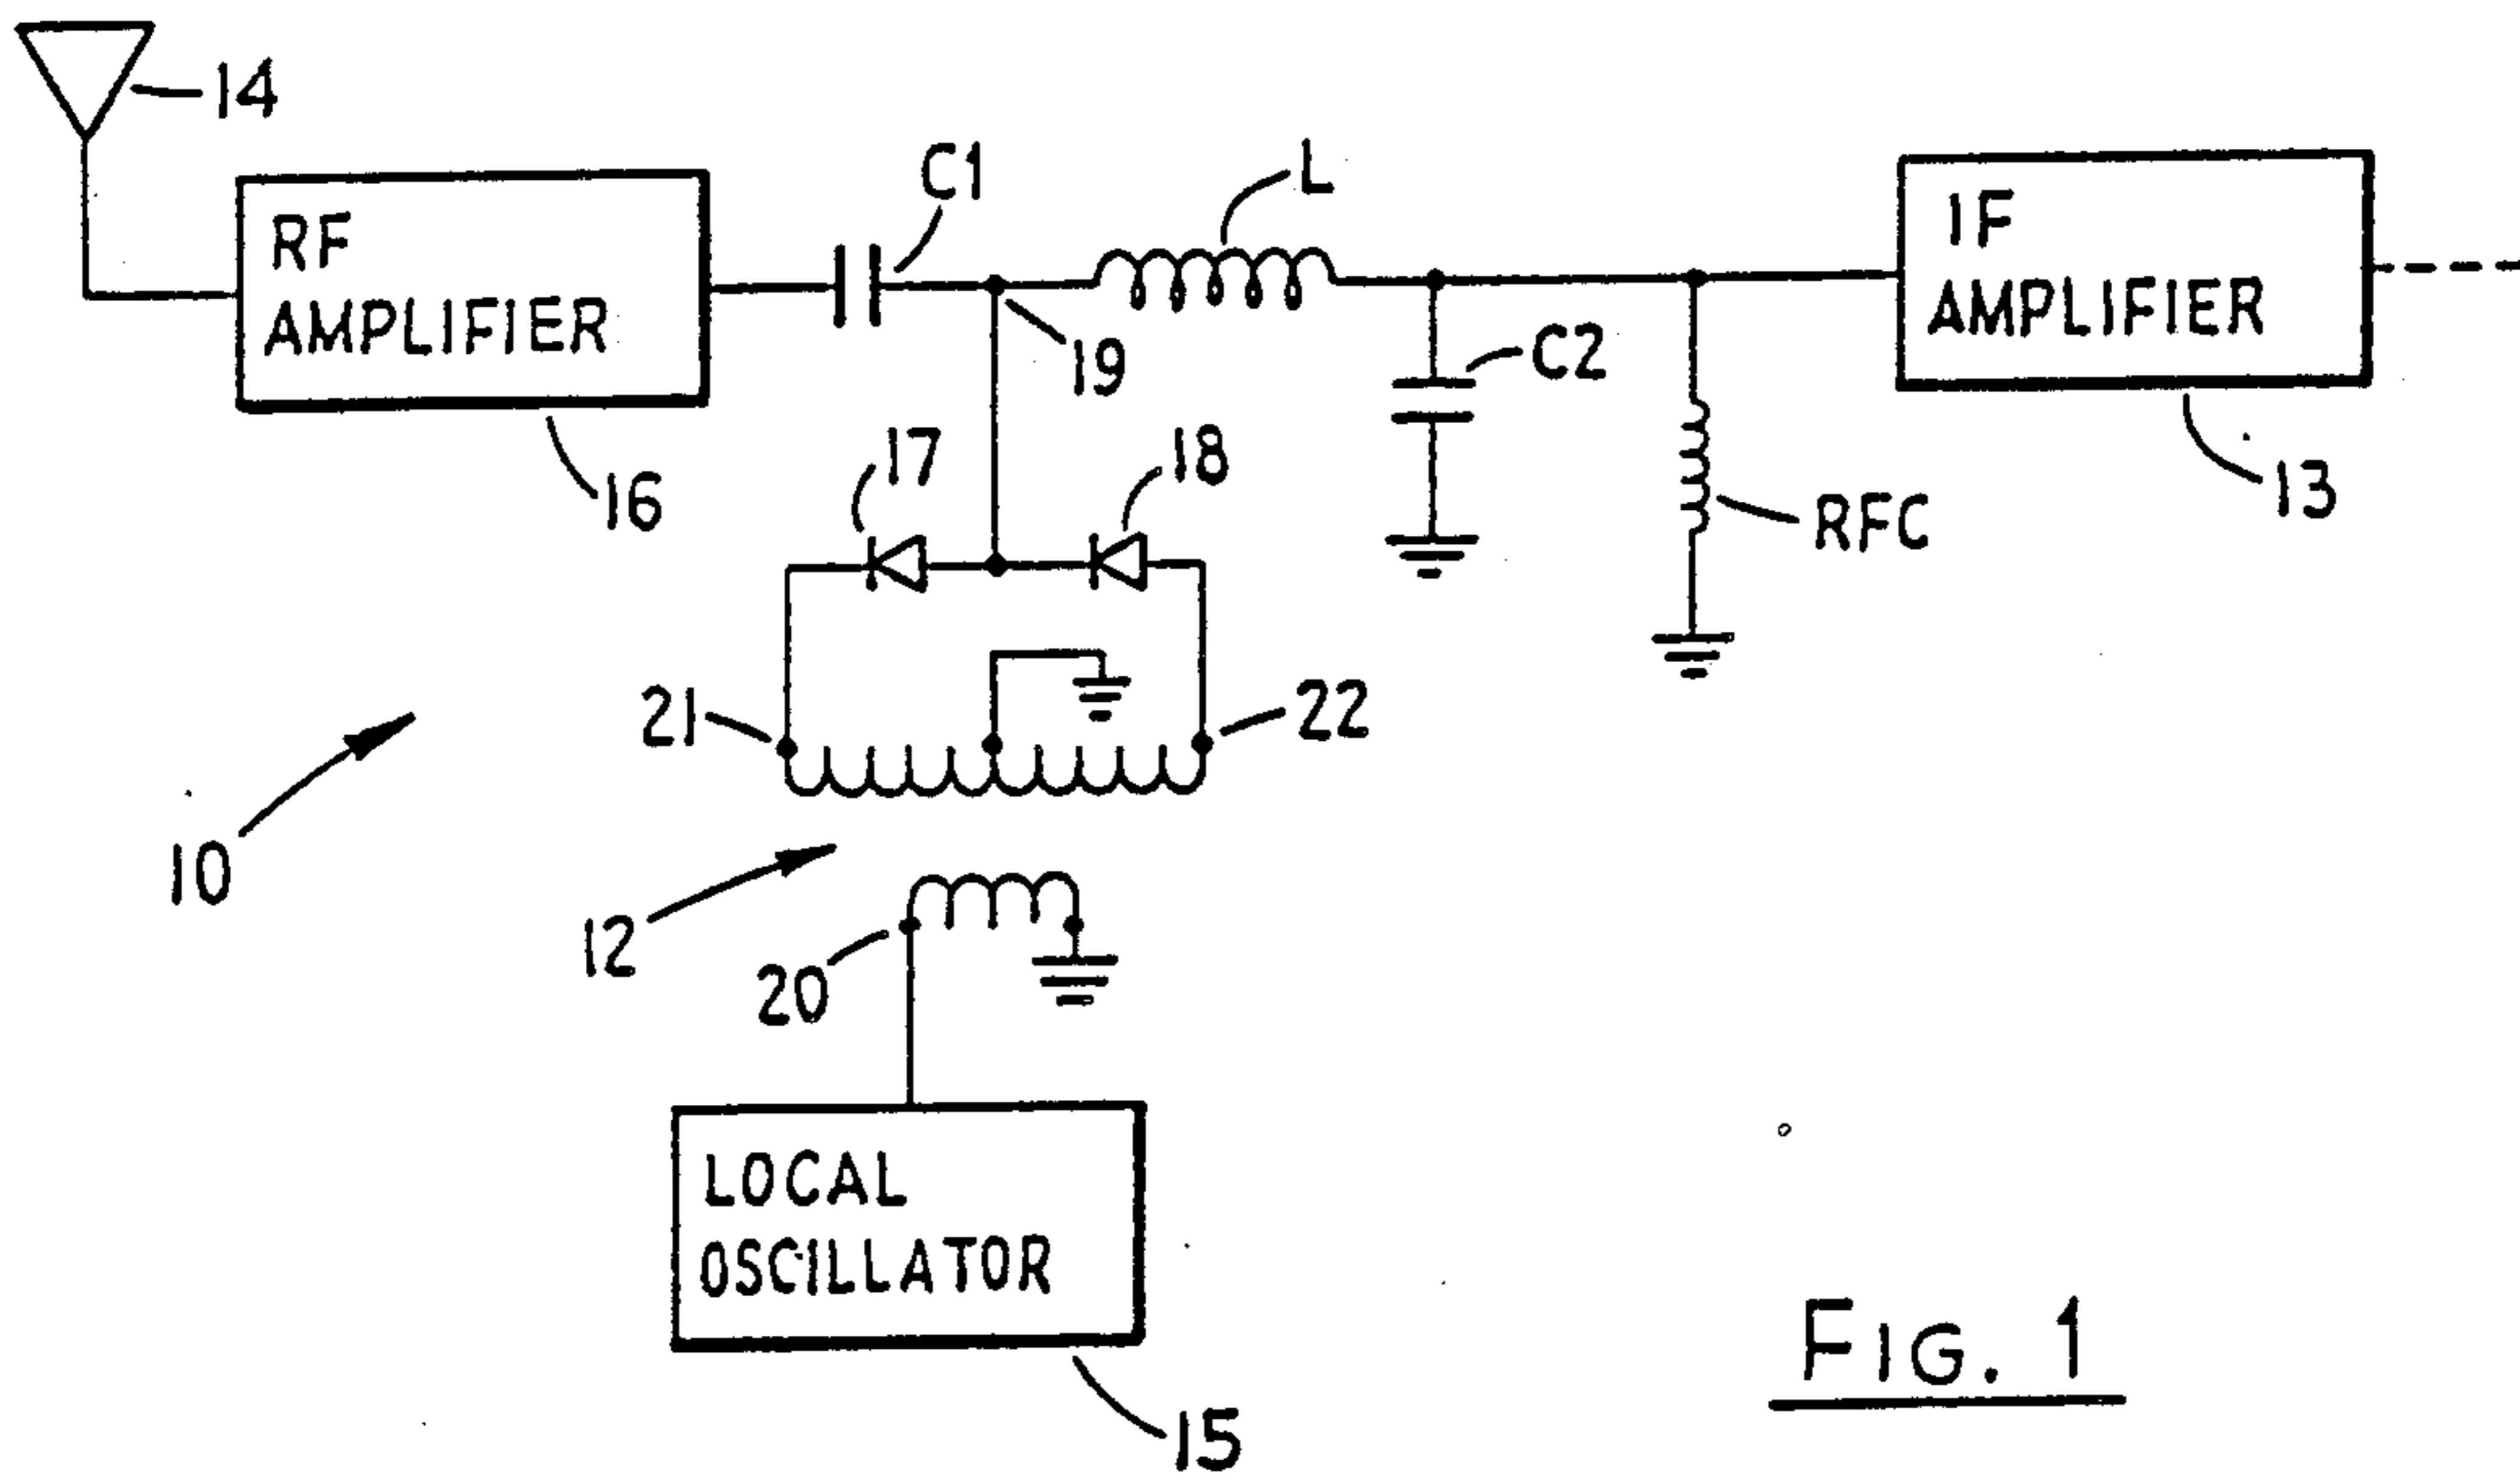 14
C1
L
RF
AMPLIFIER
IF
AMPLIFIER
19
C2
17
18
16
RFC
13
21
22
10
12
20
LOCAL
OSCILLATOR
15
FIG. 1